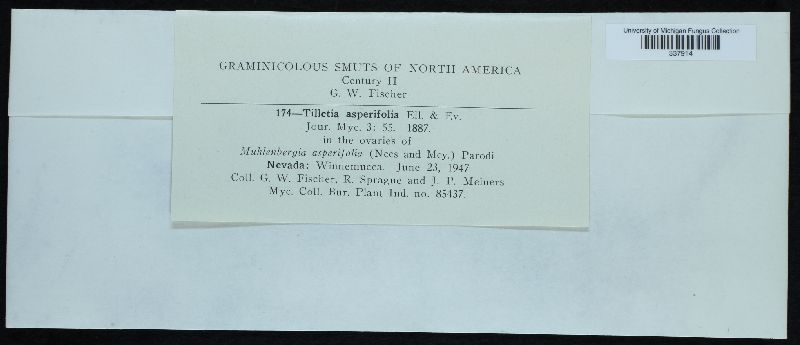 University of Michigan Fungus Collection
337914
GRAMINICOLOUS SMUTS OF NORTH AMERICA
Century II
G. W. Fischer
174—Tilletia asperifolia Ell. & Ev.
Jour. Myc. 3: 55. 1887.
in the ovaries of
Muhlenbergia asperifolia (Nees and Mey.) Parodi
Nevada: Winnemucca. June 23, 1947
Coll. G. W. Fischer, R. Sprague and J. P. Meiners
Myc. Coll. Bur. Plant Ind. no. 85437.